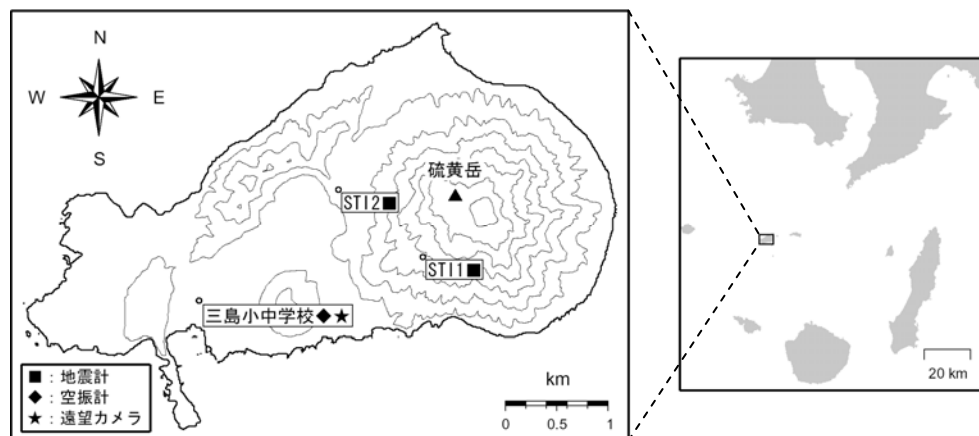 N
W E
S
硫黄岳
STI2■
STI1■
三島小中学校◆★
■：地震計
◆：空振計
★：遠望カメラ
km
0 0.5 1
20 km